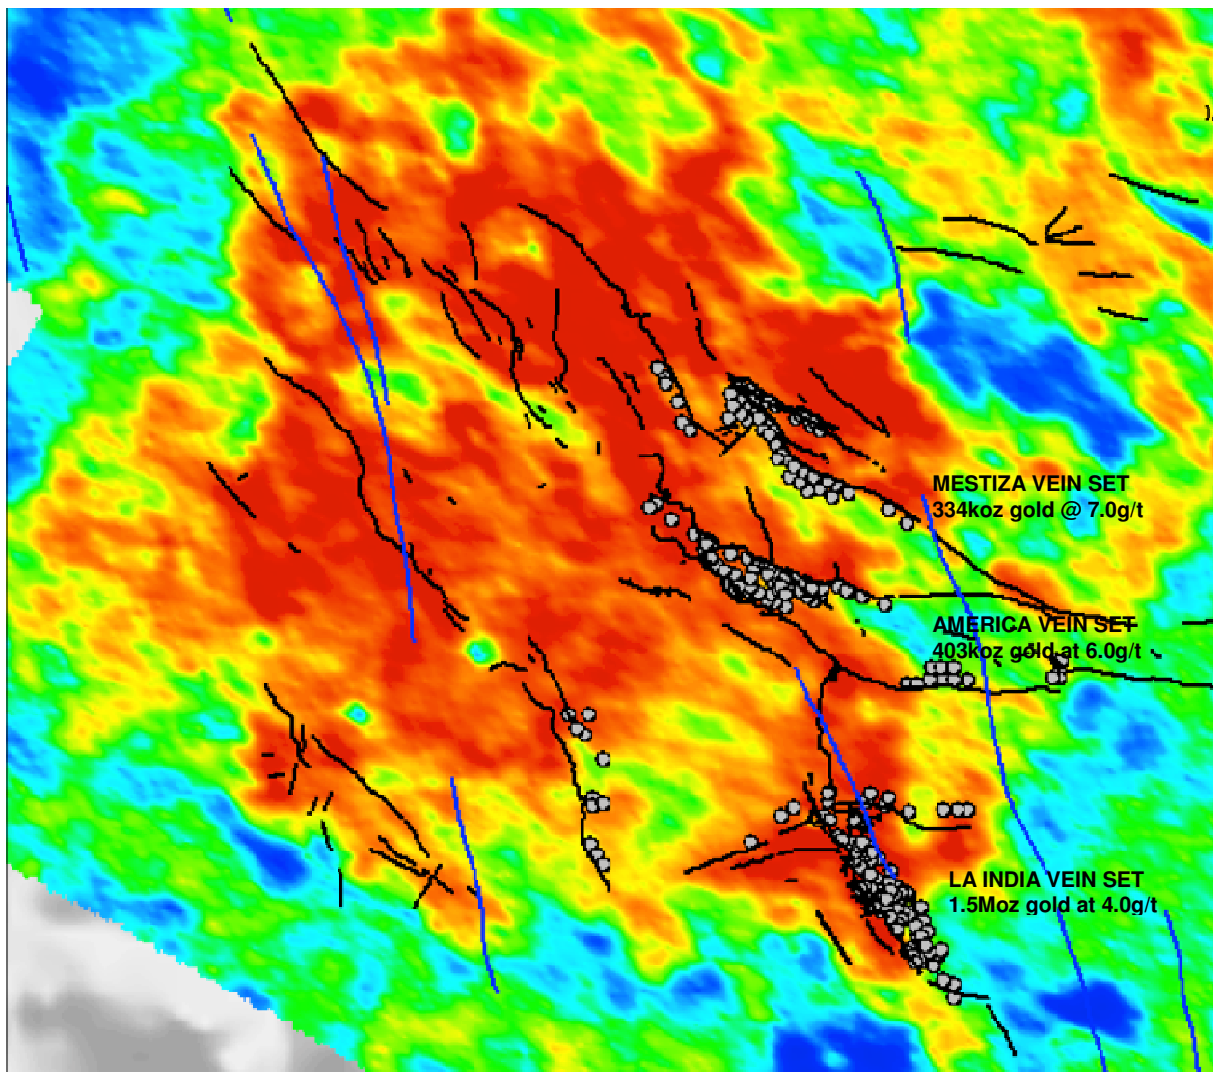 MESTIZA VEIN SET
334koz gold @ 7.0g/t
AMERICA VEIN SET
403koz gold at 6.0g/t
LA INDIA VEIN SET
1.5Moz gold at 4.0g/t